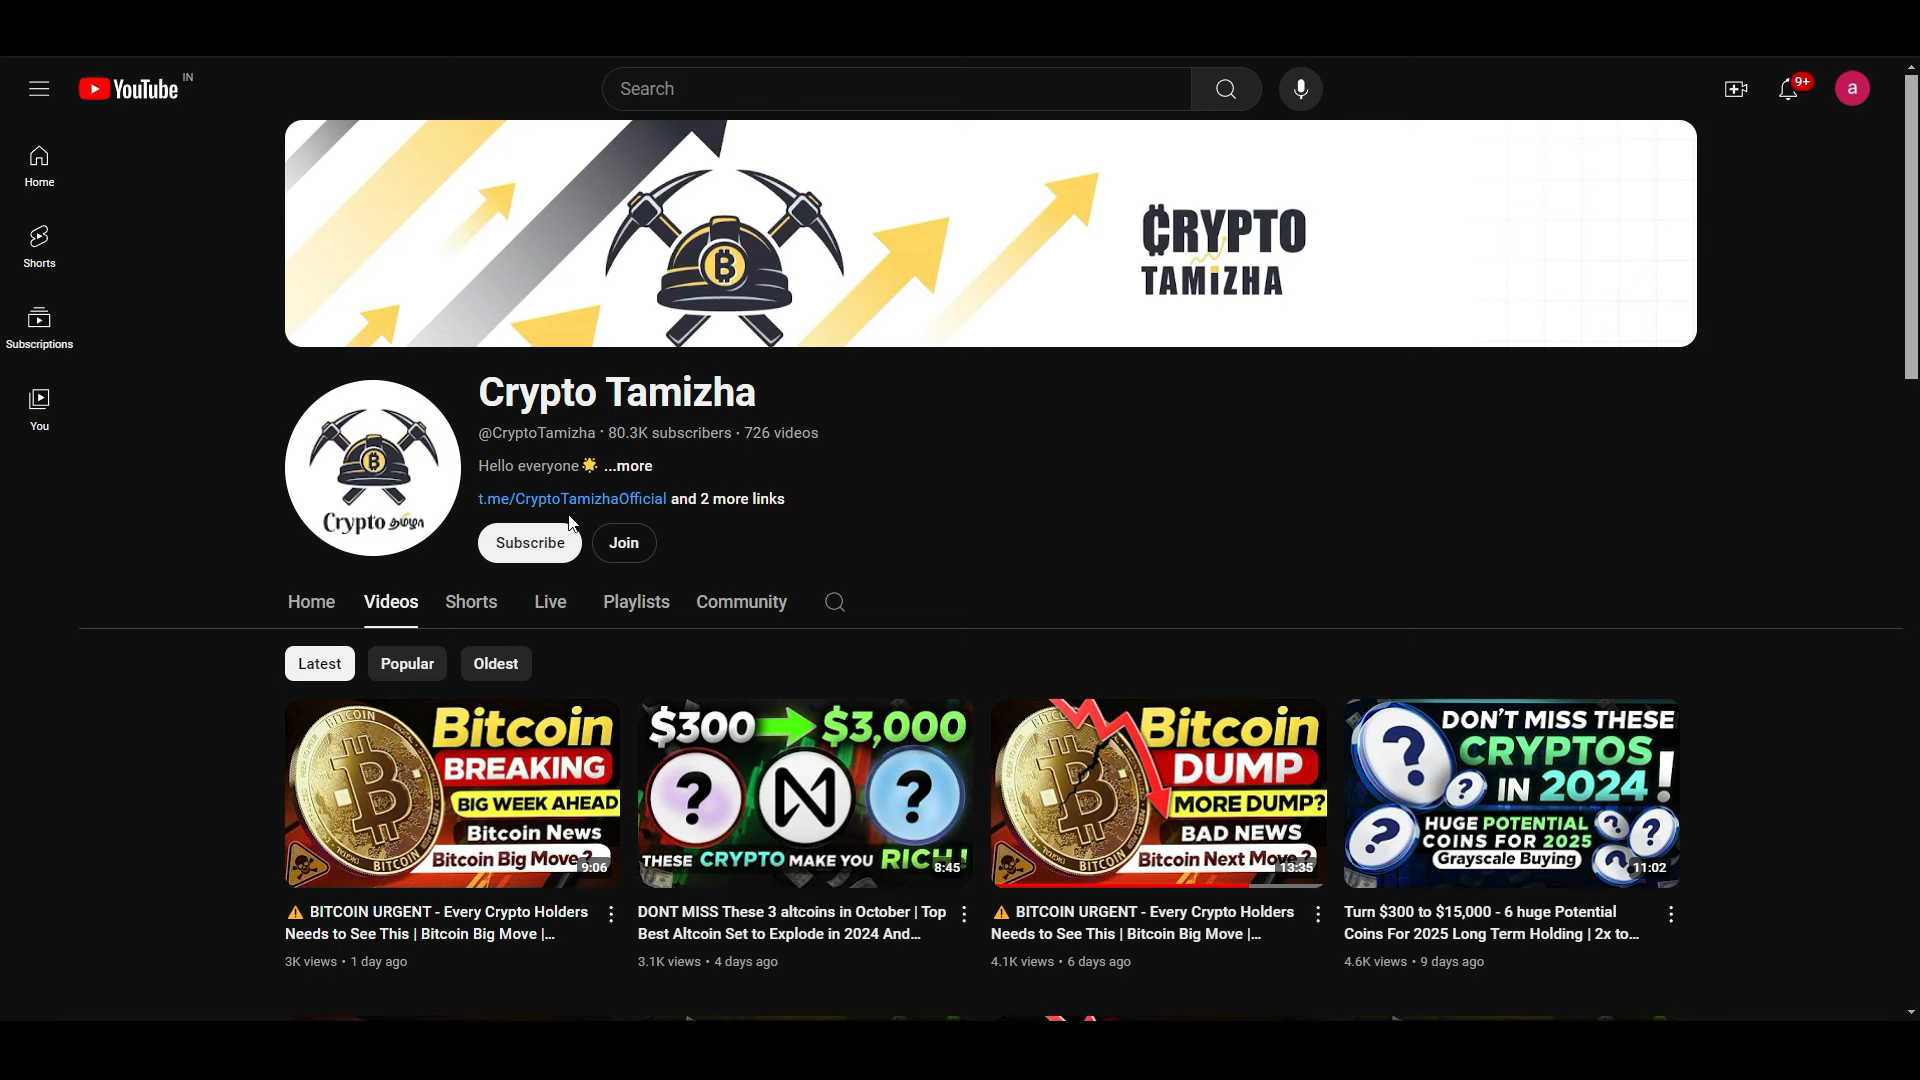 YouTube IN
Search
9+
a
Home
Shorts
Subscriptions
You
CRYPTO
TAMiZHA
Crypto தமிழா
Crypto Tamizha
@CryptoTamizha • 80.3K subscribers • 726 videos
Hello everyone🌟 ...more
t.me/CryptoTamizhaOfficial and 2 more links
Subscribe
Join
Home Videos Shorts Live Playlists Community
Latest Popular Oldest
BITCOIN
Bitcoin
BREAKING
BIG WEEK AHEAD
Bitcoin News
Bitcoin Big Move ?
BITCOIN
9:06
$300 $3,000
? ?
THESE CRYPTO MAKE YOU RICH !
8:45
Bitcoin
DUMP
MORE DUMP?
BAD NEWS
Bitcoin Next Move ?
BITCOIN
13:35
DON'T MISS THESE
CRYPTOS
IN 2024 !
HUGE POTENTIAL
COINS FOR 2025
Grayscale Buying
11:02
⚠ BITCOIN URGENT - Every Crypto Holders
Needs to See This | Bitcoin Big Move |...
3K views • 1 day ago
DONT MISS These 3 altcoins in October | Top
Best Altcoin Set to Explode in 2024 And...
3.1K views • 4 days ago
⚠ BITCOIN URGENT - Every Crypto Holders
Needs to See This | Bitcoin Big Move |...
4.1K views • 6 days ago
Turn $300 to $15,000 - 6 huge Potential
Coins For 2025 Long Term Holding | 2x to...
4.6K views • 9 days ago